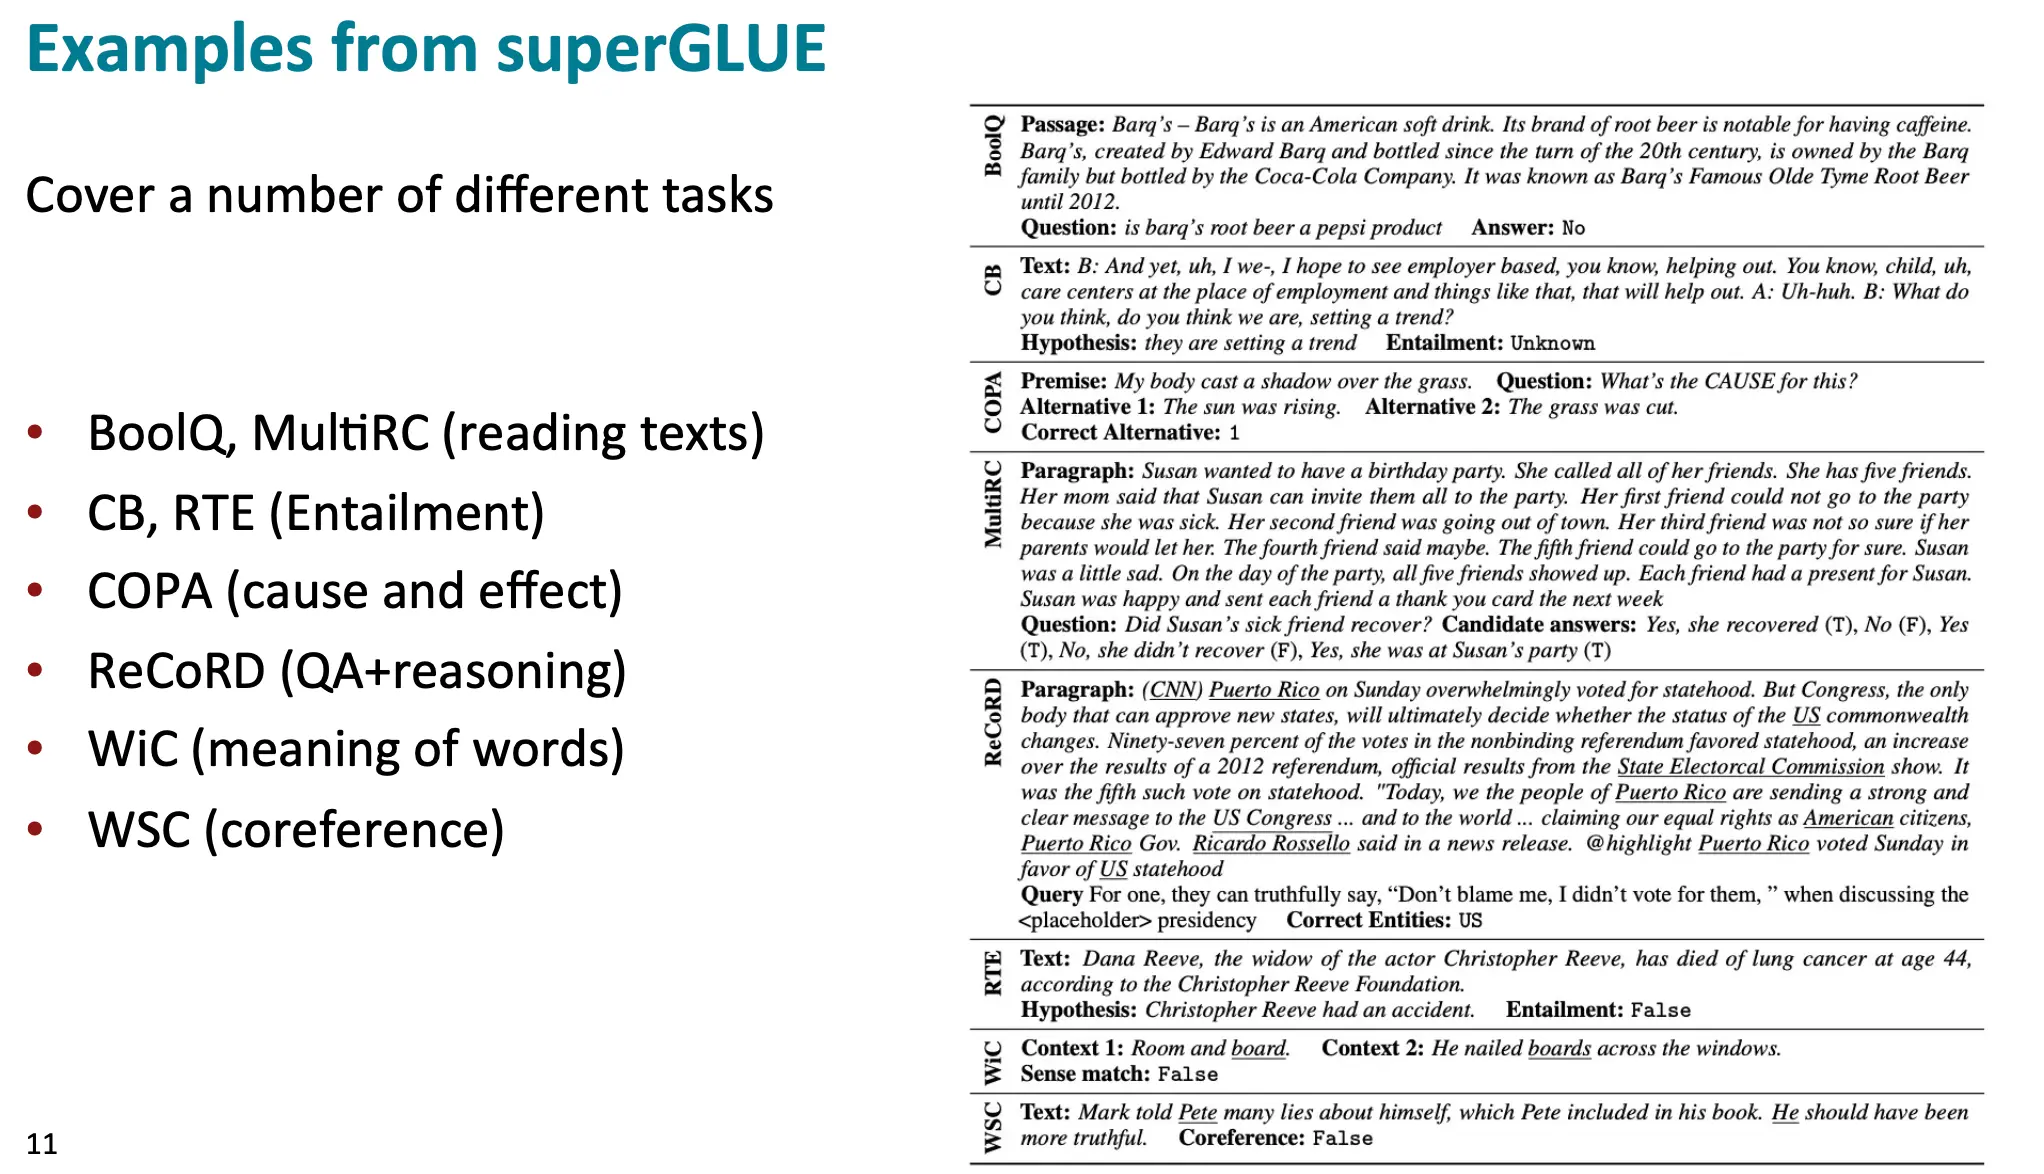 Examples from superGLUE
Cover a number of different tasks
• BoolQ, MultiRC (reading texts)
• CB, RTE (Entailment)
• COPA (cause and effect)
• ReCoRD (QA+reasoning)
• WiC (meaning of words)
• WSC (coreference)
11
BoolQ
Passage: Barq's – Barq's is an American soft drink. Its brand of root beer is notable for having caffeine.
Barq's, created by Edward Barq and bottled since the turn of the 20th century, is owned by the Barq
family but bottled by the Coca-Cola Company. It was known as Barq's Famous Olde Tyme Root Beer
until 2012.
Question: is barq's root beer a pepsi product Answer: No
CB
Text: B: And yet, uh, I we-, I hope to see employer based, you know, helping out. You know, child, uh,
care centers at the place of employment and things like that, that will help out. A: Uh-huh. B: What do
you think, do you think we are, setting a trend?
Hypothesis: they are setting a trend Entailment: Unknown
COPA
Premise: My body cast a shadow over the grass. Question: What's the CAUSE for this?
Alternative 1: The sun was rising. Alternative 2: The grass was cut.
Correct Alternative: 1
MultiRC
Paragraph: Susan wanted to have a birthday party. She called all of her friends. She has five friends.
Her mom said that Susan can invite them all to the party. Her first friend could not go to the party
because she was sick. Her second friend was going out of town. Her third friend was not so sure if her
parents would let her. The fourth friend said maybe. The fifth friend could go to the party for sure. Susan
was a little sad. On the day of the party, all five friends showed up. Each friend had a present for Susan.
Susan was happy and sent each friend a thank you card the next week
Question: Did Susan's sick friend recover? Candidate answers: Yes, she recovered (T), No (F), Yes
(T), No, she didn't recover (F), Yes, she was at Susan's party (T)
ReCoRD
Paragraph: (CNN) Puerto Rico on Sunday overwhelmingly voted for statehood. But Congress, the only
body that can approve new states, will ultimately decide whether the status of the US commonwealth
changes. Ninety-seven percent of the votes in the nonbinding referendum favored statehood, an increase
over the results of a 2012 referendum, official results from the State Electorcal Commission show. It
was the fifth such vote on statehood. "Today, we the people of Puerto Rico are sending a strong and
clear message to the US Congress ... and to the world ... claiming our equal rights as American citizens,
Puerto Rico Gov. Ricardo Rossello said in a news release. @highlight Puerto Rico voted Sunday in
favor of US statehood
Query For one, they can truthfully say, “Don't blame me, I didn't vote for them, ” when discussing the
<placeholder> presidency Correct Entities: US
RTE
Text: Dana Reeve, the widow of the actor Christopher Reeve, has died of lung cancer at age 44,
according to the Christopher Reeve Foundation.
Hypothesis: Christopher Reeve had an accident. Entailment: False
WiC
Context 1: Room and board. Context 2: He nailed boards across the windows.
Sense match: False
WSC
Text: Mark told Pete many lies about himself, which Pete included in his book. He should have been
more truthful. Coreference: False